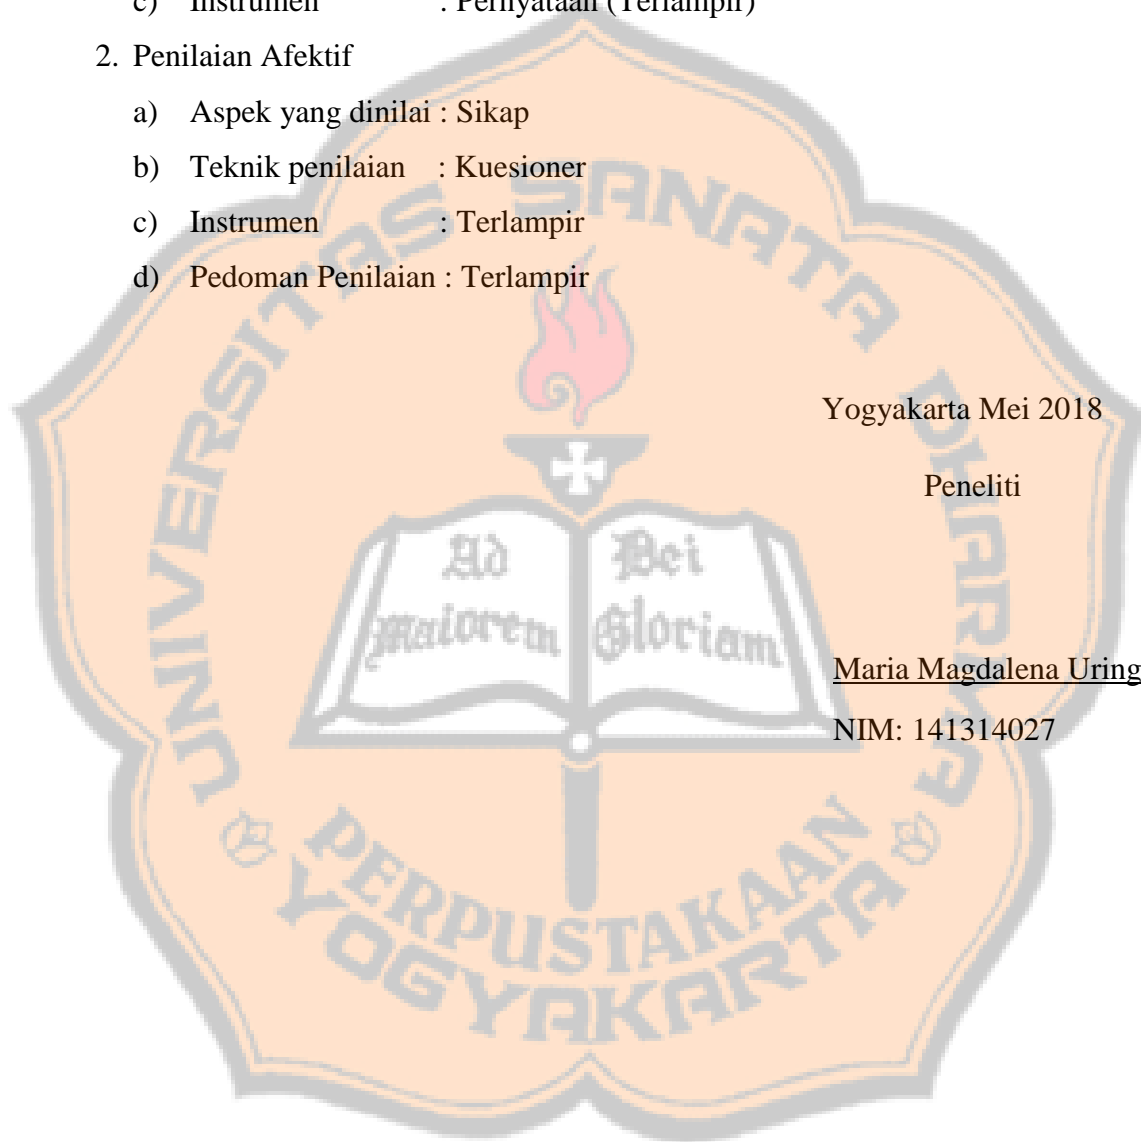 c) Instrumen : Pernyataan (Terlampir)
2. Penilaian Afektif
a) Aspek yang dinilai : Sikap
b) Teknik penilaian : Kuesioner
c) Instrumen : Terlampir
d) Pedoman Penilaian : Terlampir
Yogyakarta Mei 2018
Peneliti
Maria Magdalena Uring
NIM: 141314027
UNIVERSITAS SANATA DHARMA
Ad Dei
maiorem Gloriam
PERPUSTAKAAN
YOGYAKARTA